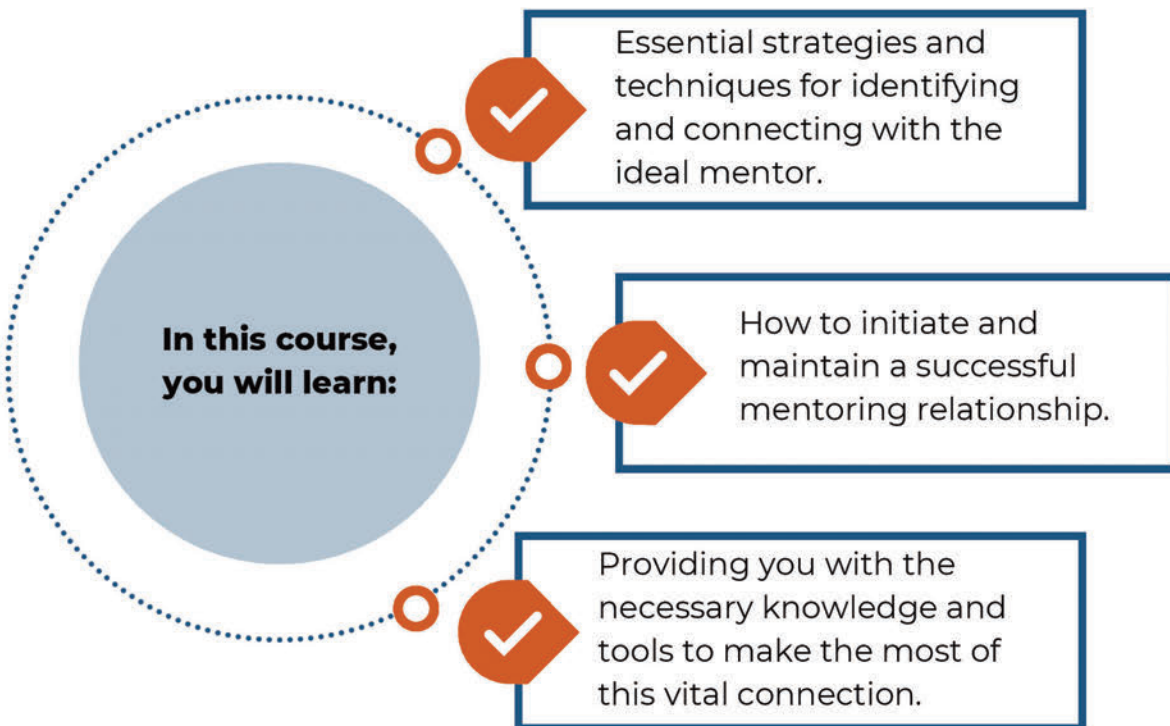 In this course,
you will learn:
Essential strategies and
techniques for identifying
and connecting with the
ideal mentor.
How to initiate and
maintain a successful
mentoring relationship.
Providing you with the
necessary knowledge and
tools to make the most of
this vital connection.